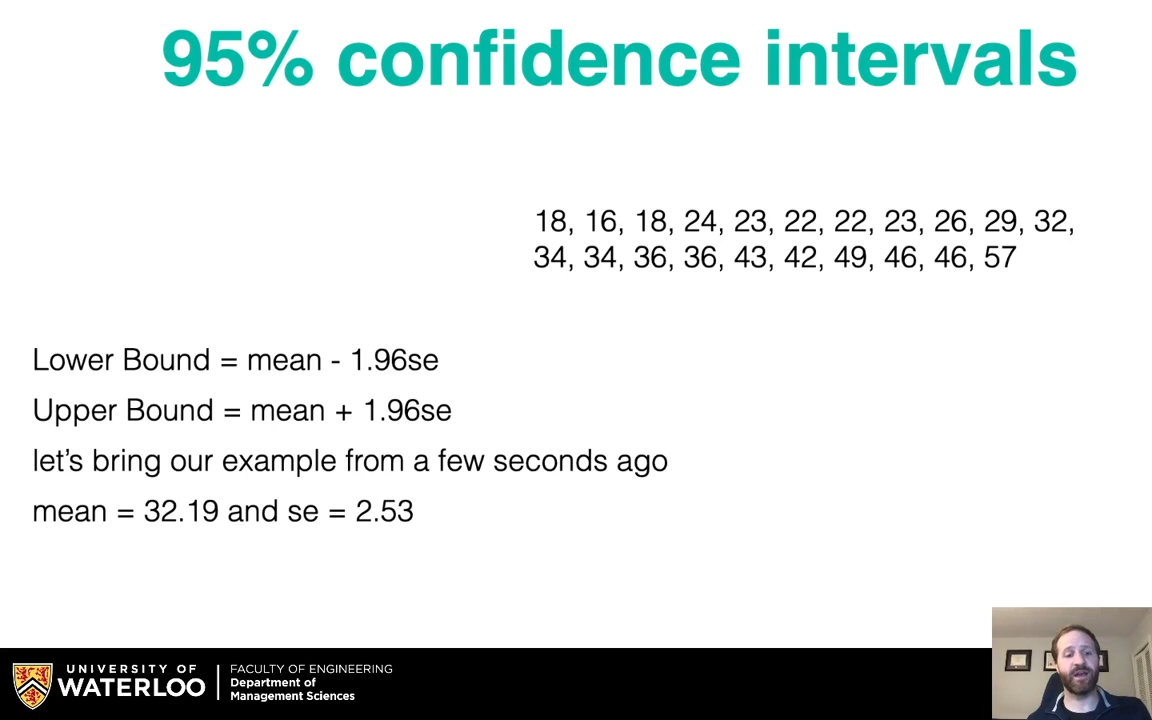 95% confidence intervals
18, 16, 18, 24, 23, 22, 22, 23, 26, 29, 32,
34, 34, 36, 36, 43, 42, 49, 46, 46, 57
Lower Bound = mean - 1.96se
Upper Bound = mean + 1.96se
let’s bring our example from a few seconds ago
mean = 32.19 and se = 2.53
UNIVERSITY OF
WATERLOO
FACULTY OF ENGINEERING
Department of
Management Sciences